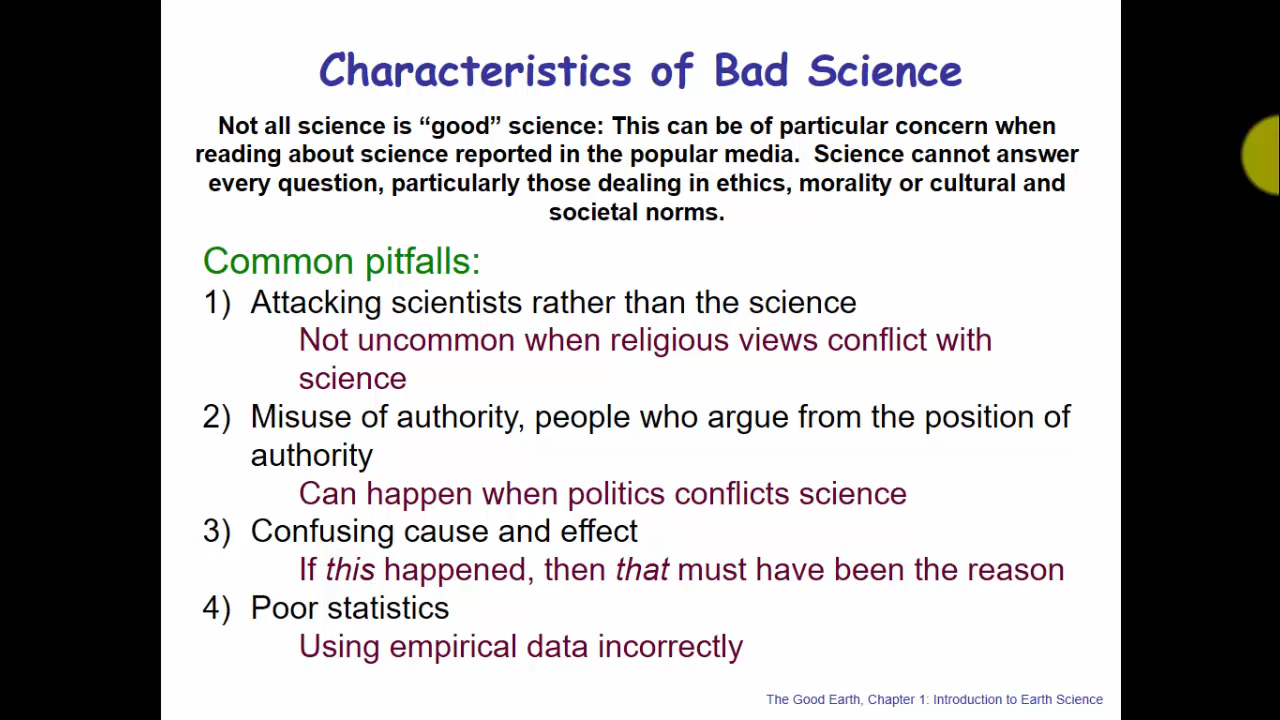 Characteristics of Bad Science
Not all science is “good” science: This can be of particular concern when
reading about science reported in the popular media.  Science cannot answer
every question, particularly those dealing in ethics, morality or cultural and
societal norms.
Common pitfalls:
1) Attacking scientists rather than the science
Not uncommon when religious views conflict with
science
2) Misuse of authority, people who argue from the position of
authority
Can happen when politics conflicts science
3) Confusing cause and effect
If this happened, then that must have been the reason
4) Poor statistics
Using empirical data incorrectly
The Good Earth, Chapter 1: Introduction to Earth Science